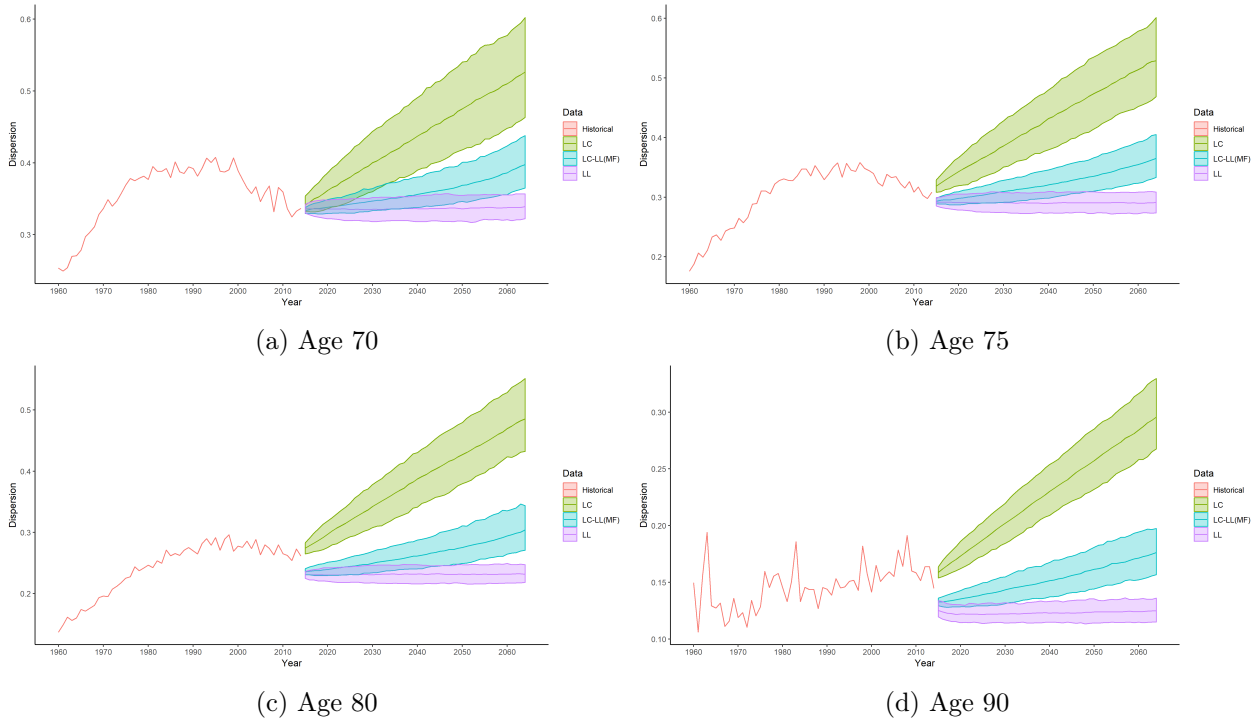 0.6
0.5
0.4
0.3
Dispersion
1960 1970 1980 1990 2000 2010 2020 2030 2040 2050 2060
Year
Data
Historical
LC
LC-LL(MF)
LL
(a) Age 70
0.6
0.5
0.4
0.3
0.2
Dispersion
1960 1970 1980 1990 2000 2010 2020 2030 2040 2050 2060
Year
Data
Historical
LC
LC-LL(MF)
LL
(b) Age 75
0.5
0.4
0.3
0.2
Dispersion
1960 1970 1980 1990 2000 2010 2020 2030 2040 2050 2060
Year
Data
Historical
LC
LC-LL(MF)
LL
(c) Age 80
0.30
0.25
0.20
0.15
0.10
Dispersion
1960 1970 1980 1990 2000 2010 2020 2030 2040 2050 2060
Year
Data
Historical
LC
LC-LL(MF)
LL
(d) Age 90